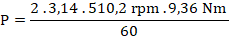 P = 2 . 3,14 . 510,2 rpm . 9,36 Nm
60